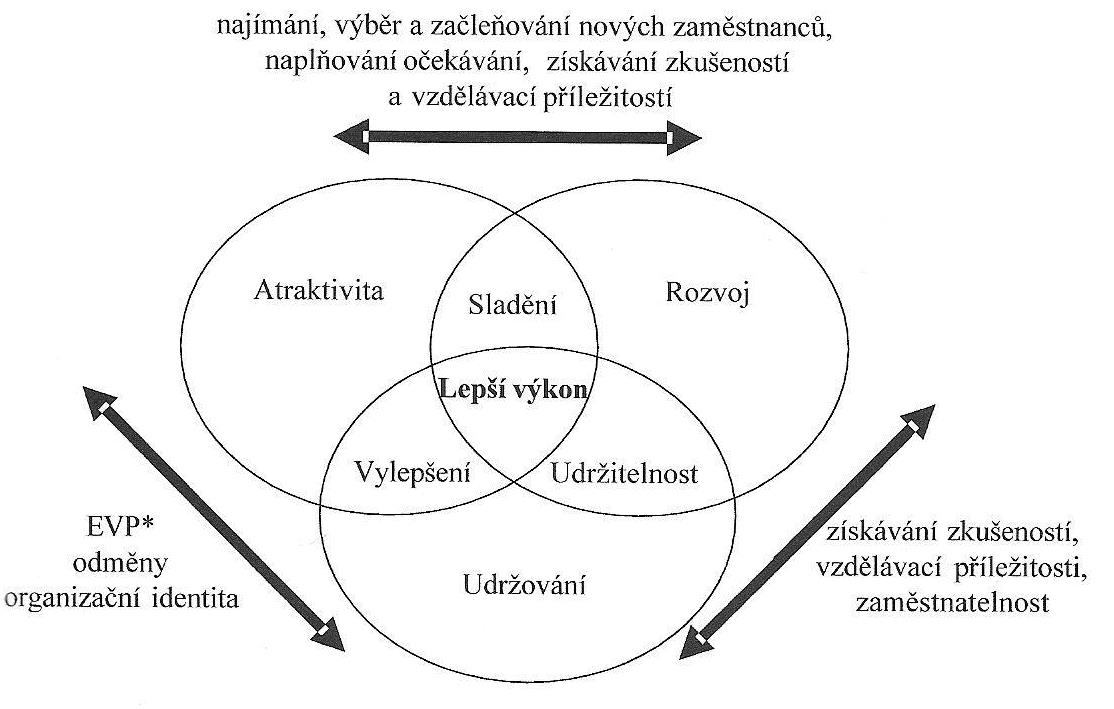 najímání, výběr a začleňování nových zaměstnanců,
naplňování očekávání, získávání zkušeností
a vzdělávací příležitostí
Atraktivita
Sladění
Rozvoj
Lepší výkon
Vylepšení
Udržitelnost
EVP*
odměny
organizační identita
získávání zkušeností,
vzdělávací příležitosti,
zaměstnatelnost
Udržování